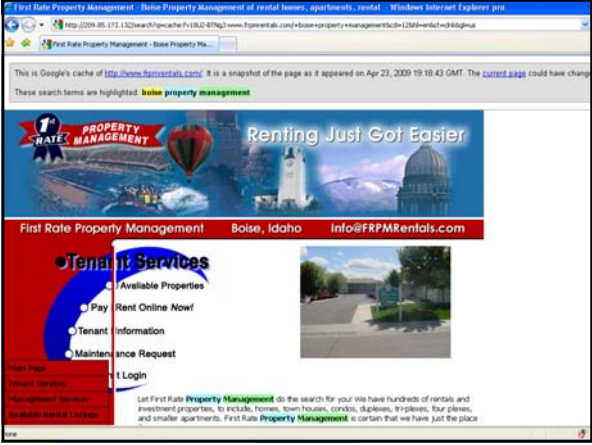 First Rate Property Management - Boise Property Management of rental homes, apartments, rental - Windows Internet Explorer pro
First Rate Property Management - Boise Property Ma...
This is Google's cache of http://www.frpmrentals.com/. It is a snapshot of the page as it appeared on Apr 23, 2009 19:18:43 GMT. The current page could have chang
These search terms are highlighted: boise property management
1st RATE PROPERTY MANAGEMENT
Renting Just Got Easier
First Rate Property Management Boise, Idaho Info@FRPMRentals.com
Tenant Services
Avaliable Properties
Pay Rent Online Now!
Tenant Information
Maintenance Request
t Login
Main Page
Tenant Services
Management Services
Available Rental Listings
Let First Rate Property Management do the search for you! We have hundreds of rentals and
investment properties, to include, homes, town houses, condos, duplexes, tri-plexes, four plexes,
and smaller apartments. First Rate Property Management is certain that we have just the place